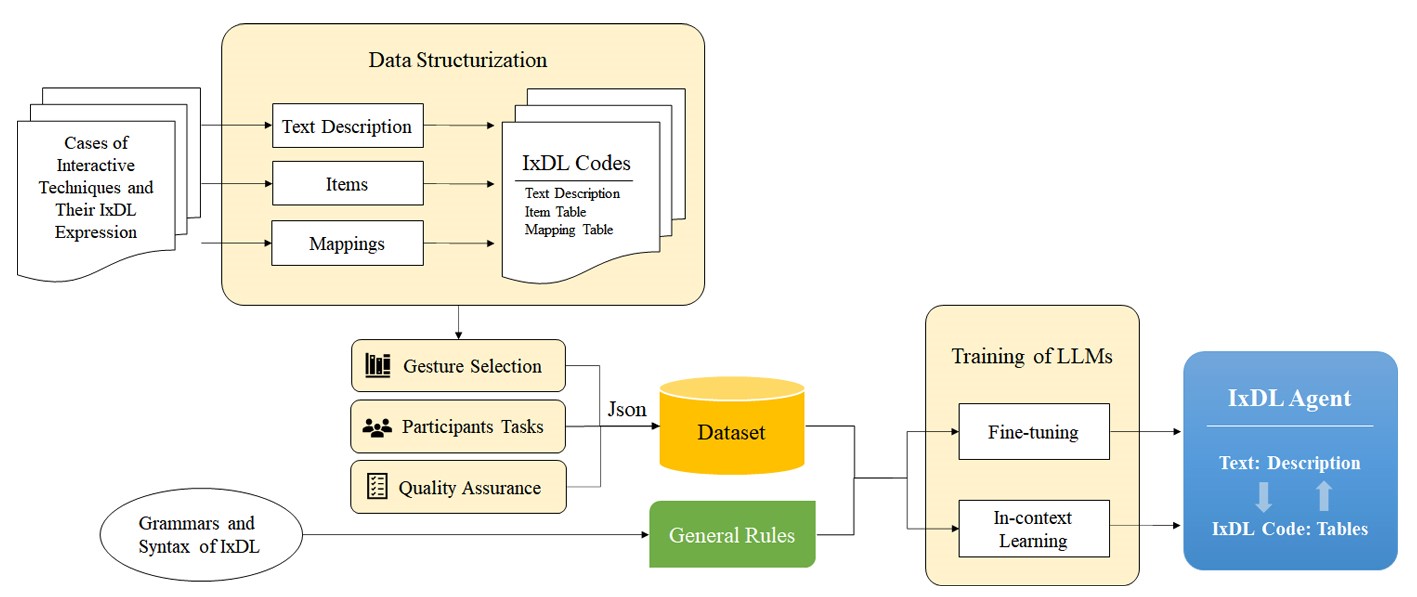 Data Structurization
Cases of
Interactive
Techniques and
Their IxDL
Expression
Text Description
Items
Mappings
IxDL Codes
Text Description
Item Table
Mapping Table
Gesture Selection
Participants Tasks
Quality Assurance
Json
Dataset
Grammars and
Syntax of IxDL
General Rules
Training of LLMs
Fine-tuning
In-context
Learning
IxDL Agent
Text: Description
IxDL Code: Tables